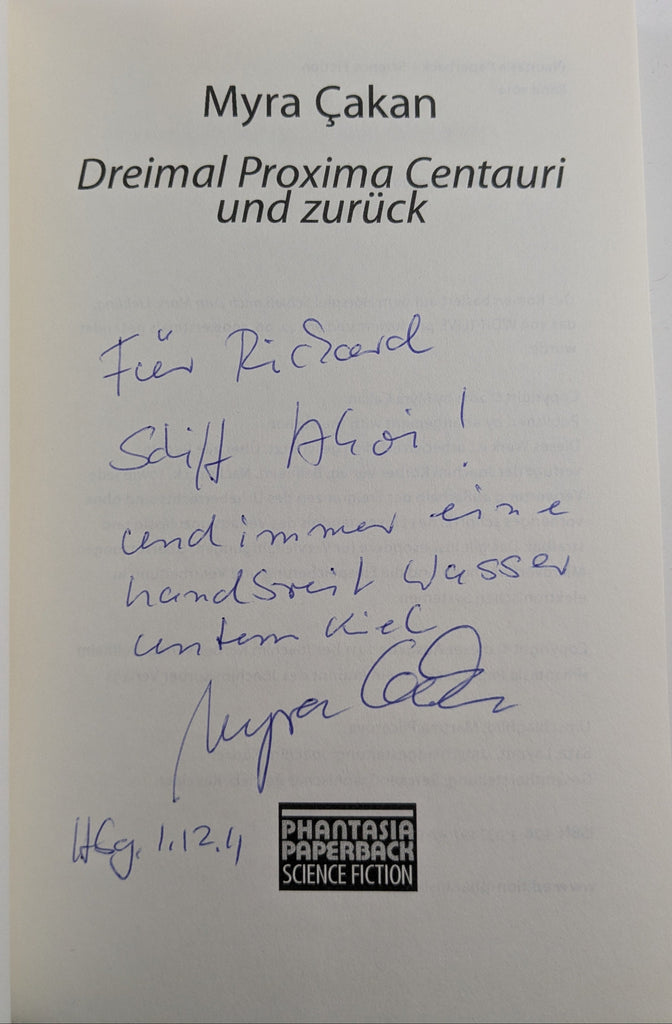 Myra Çakan
Dreimal Proxima Centauri
und zurück
Für Richard
Schiff Ahoi!
und immer eine
handbreit Wasser
unterm Kiel
Myra Çakan
Hbg. 1.12.11
PHANTASIA
PAPERBACK
SCIENCE FICTION